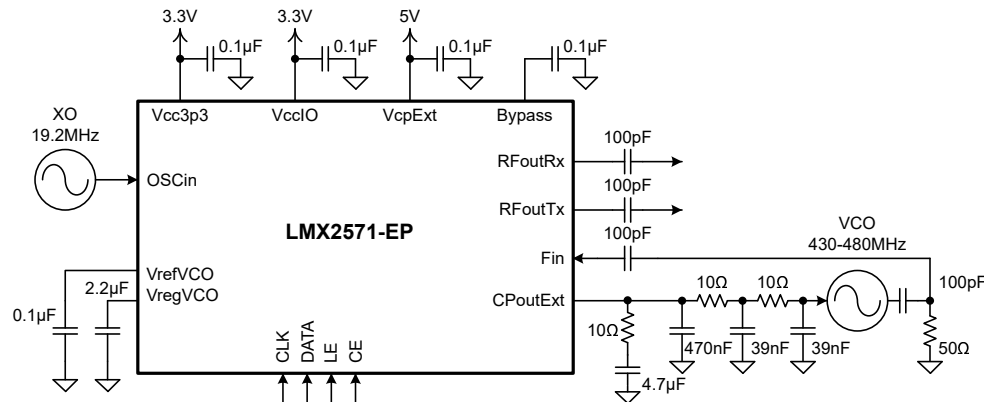 3.3V
3.3V
5V
0.1µF
0.1µF
0.1µF
0.1µF
XO
19.2MHz
Vcc3p3
VccIO
VcpExt
Bypass
100pF
RFoutRx
OSCin
100pF
RFoutTx
LMX2571-EP
100pF
VCO
430-480MHz
Fin
VrefVCO
2.2µF
VregVCO
10Ω
10Ω
100pF
CPoutExt
0.1µF
10Ω
470nF
39nF
39nF
50Ω
CLK
DATA
LE
CE
4.7µF